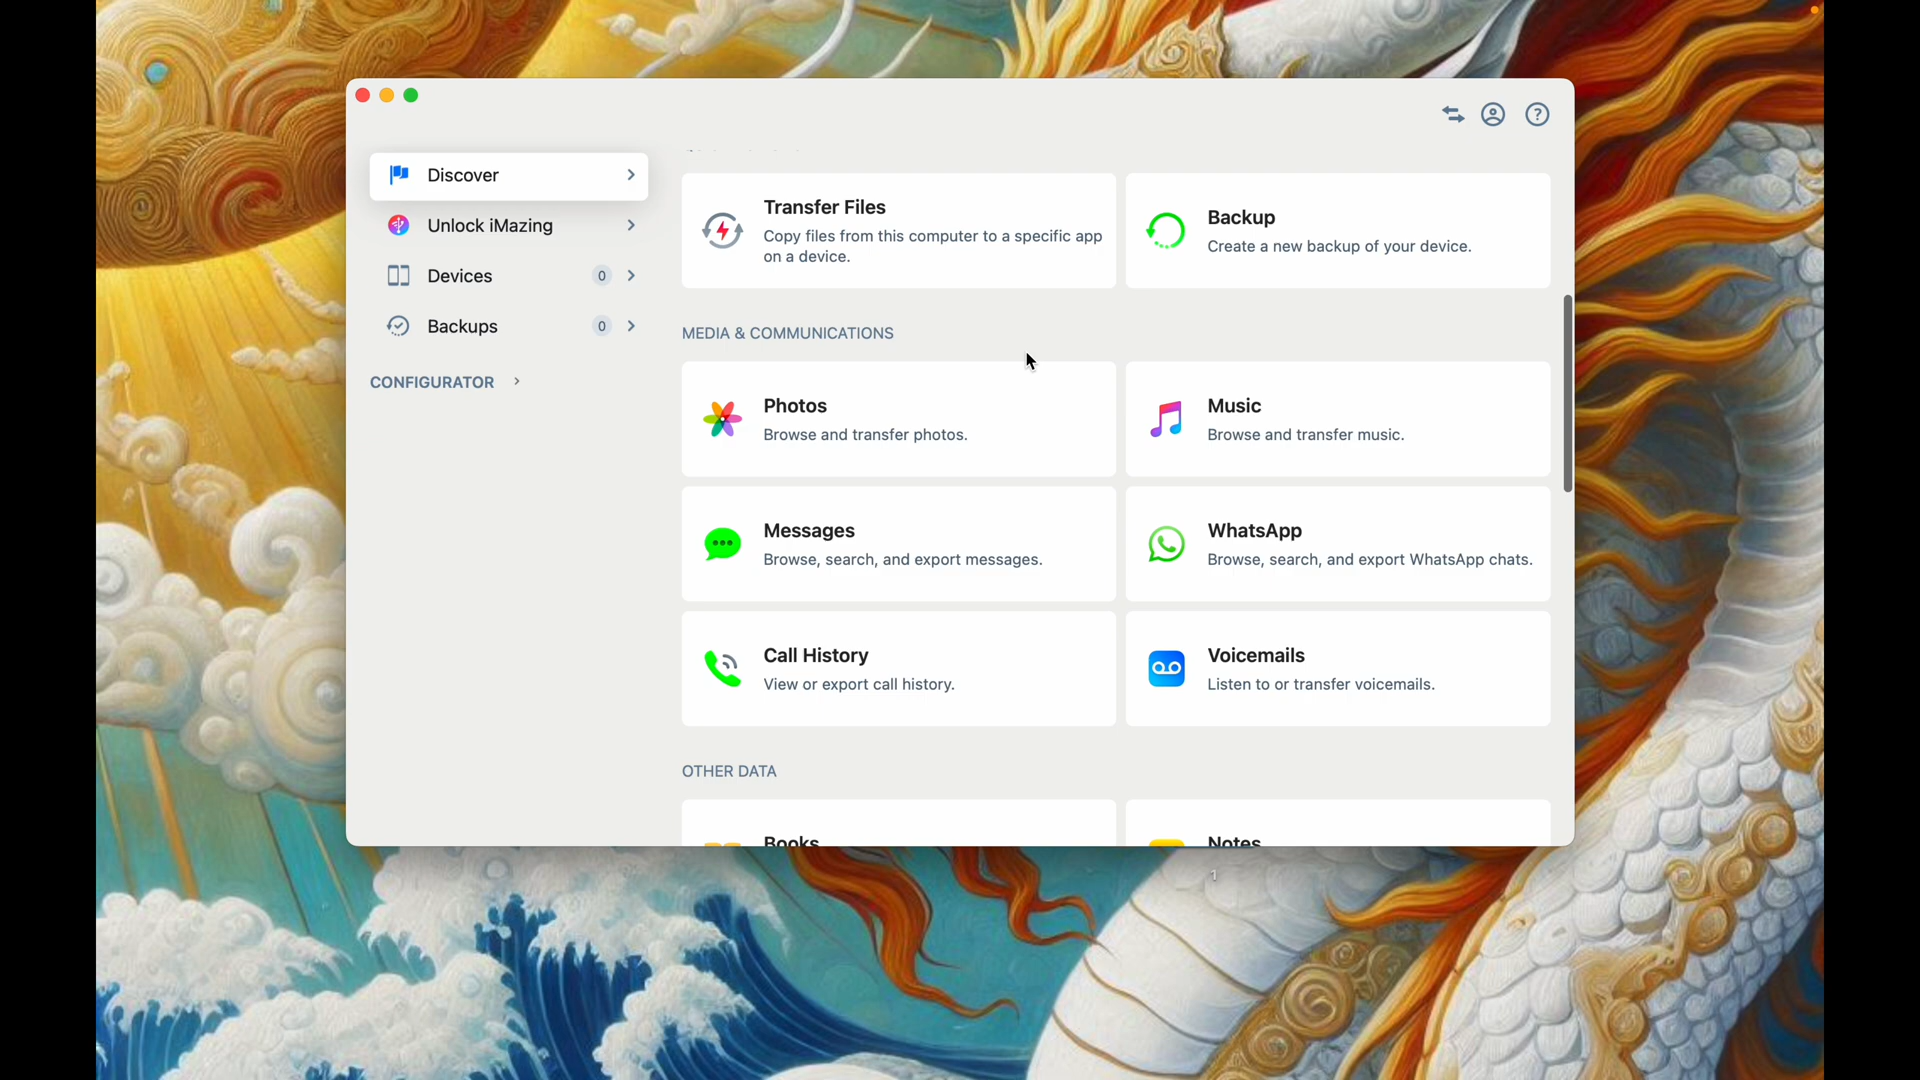 Discover
Unlock iMazing
Devices
0
Backups
0
CONFIGURATOR
Transfer Files
Copy files from this computer to a specific app
on a device.
Backup
Create a new backup of your device.
MEDIA & COMMUNICATIONS
Photos
Browse and transfer photos.
Music
Browse and transfer music.
Messages
Browse, search, and export messages.
WhatsApp
Browse, search, and export WhatsApp chats.
Call History
View or export call history.
Voicemails
Listen to or transfer voicemails.
OTHER DATA
Books
Notes
1